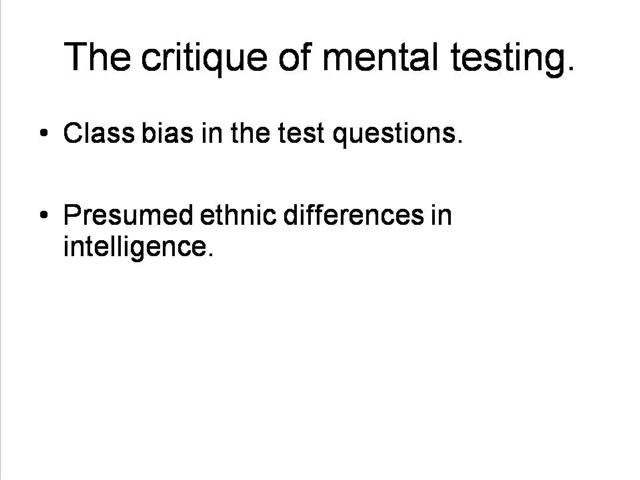 The critique of mental testing.
• Class bias in the test questions.
• Presumed ethnic differences in
intelligence.